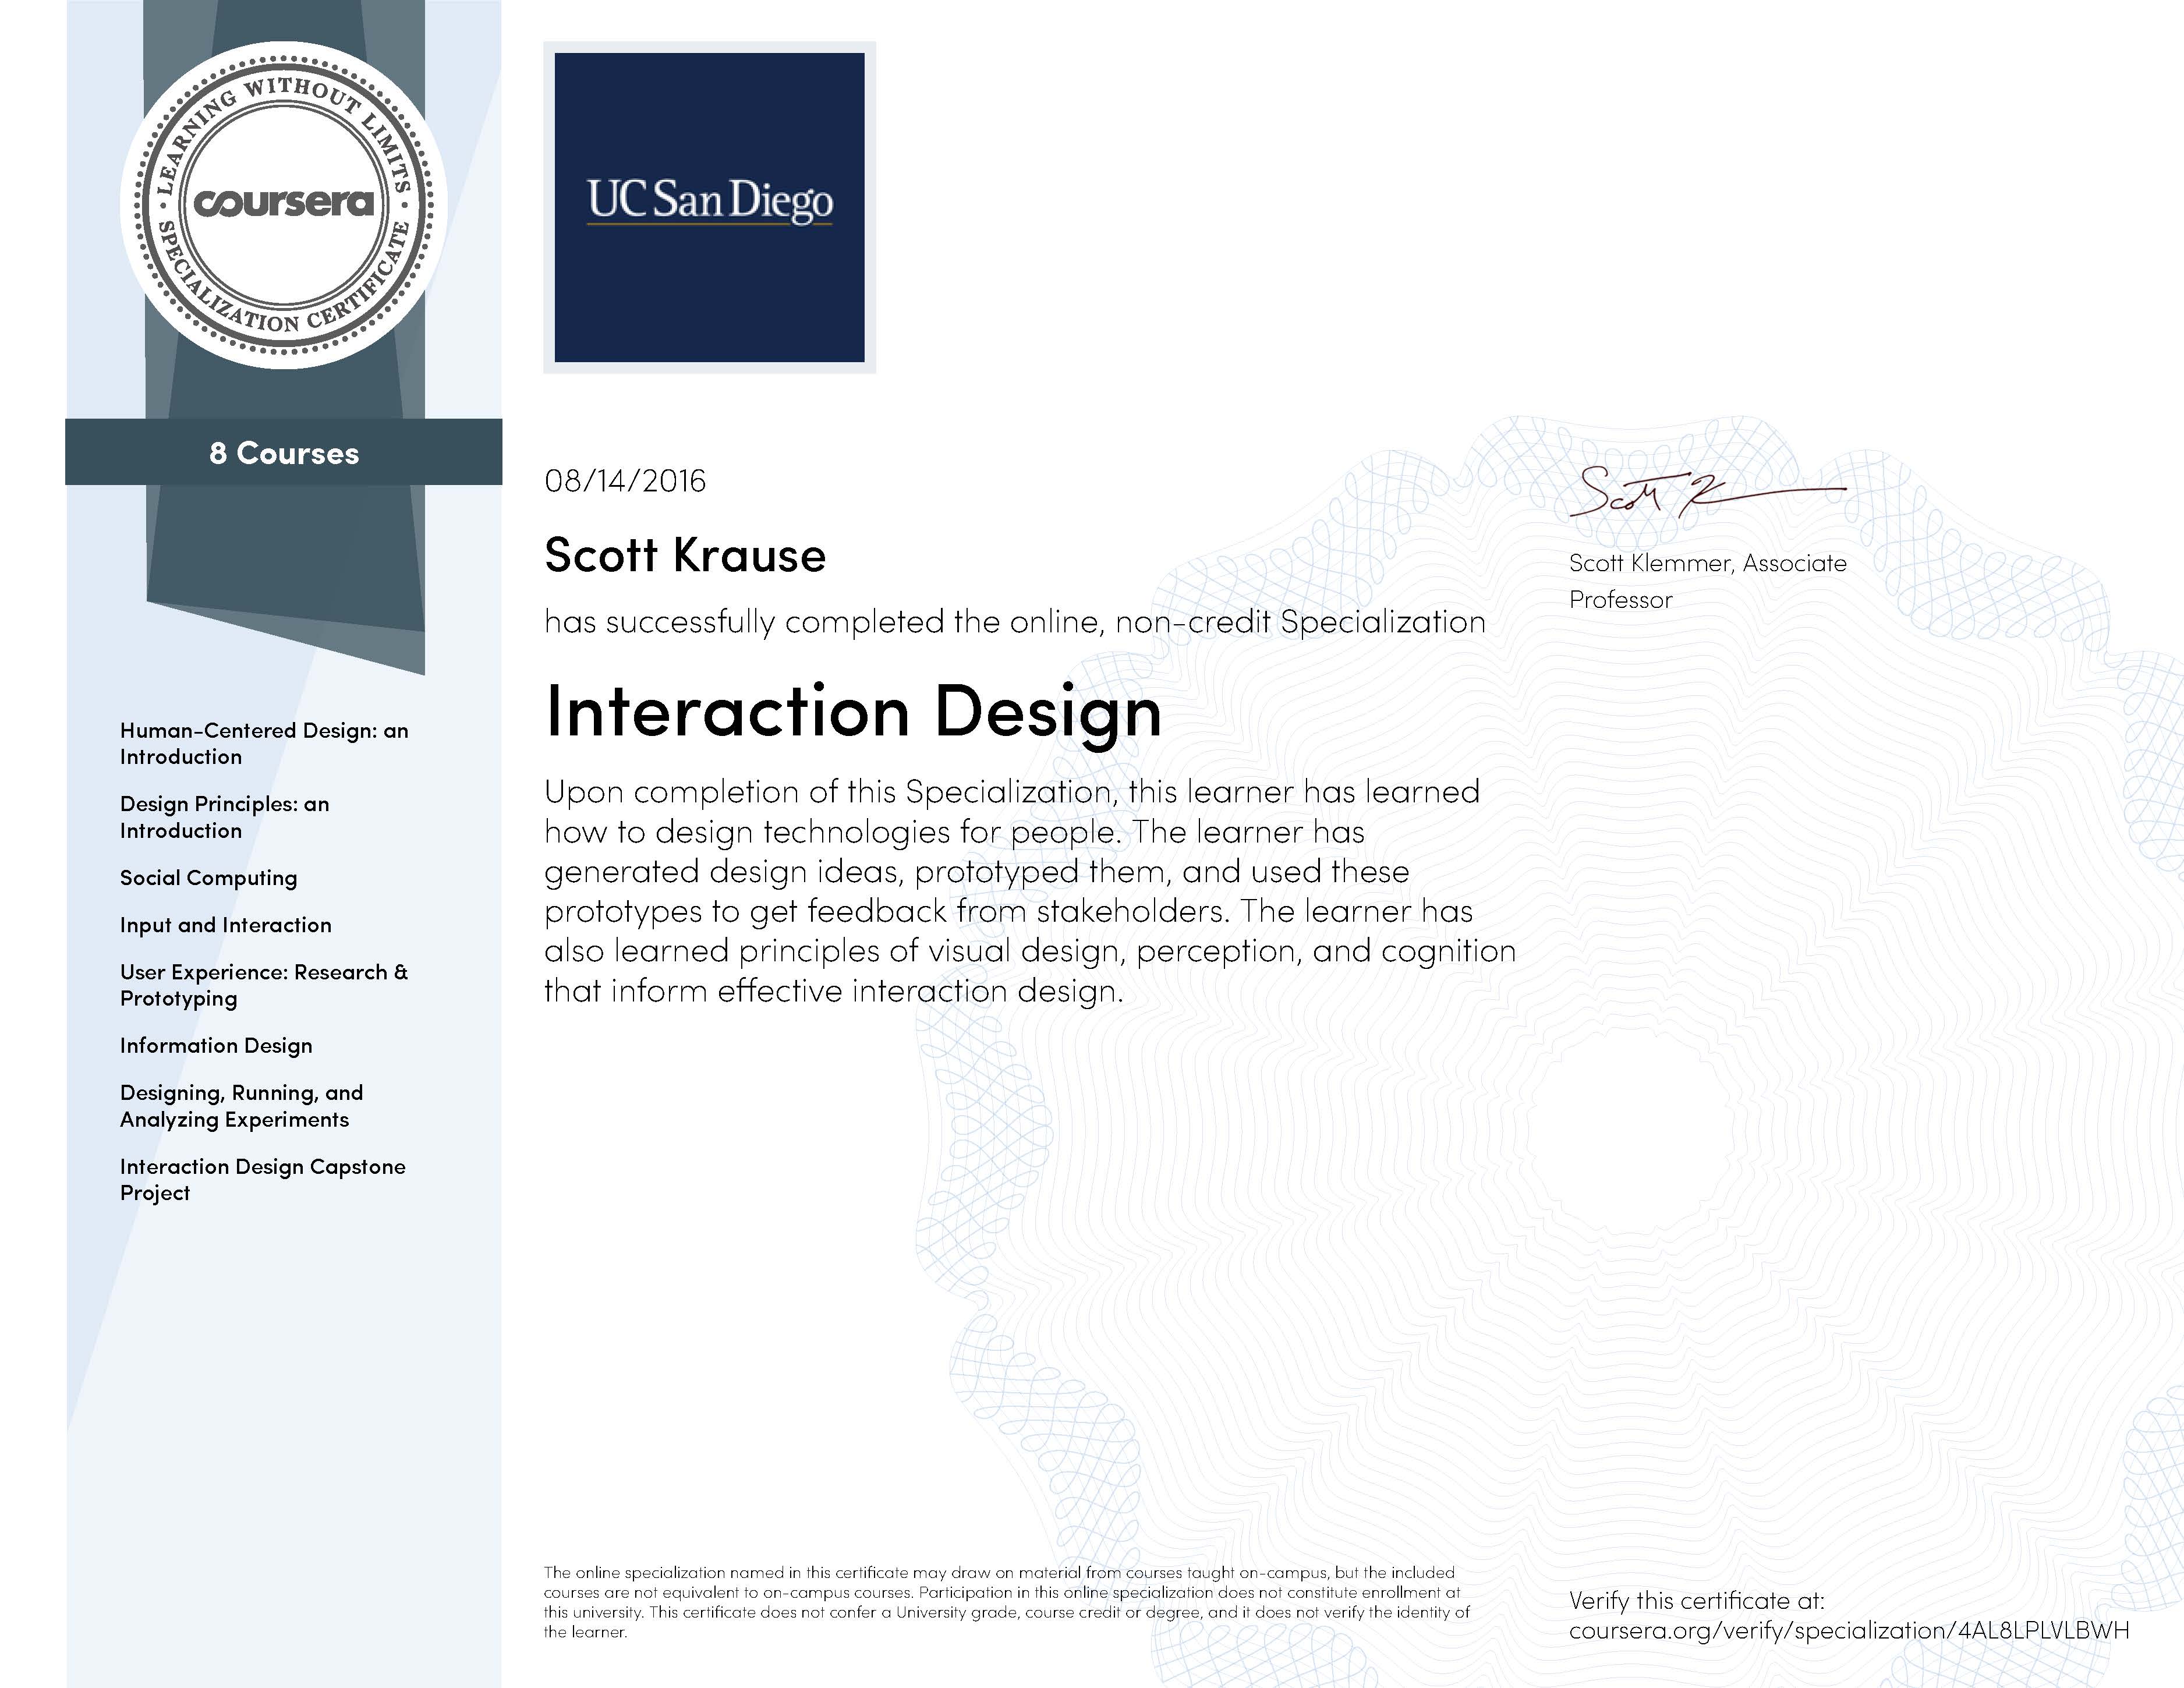 LEARNING WITHOUT LIMITS
coursera
SPECIALIZATION CERTIFICATE
8 Courses
Human-Centered Design: an
Introduction
Design Principles: an
Introduction
Social Computing
Input and Interaction
User Experience: Research &
Prototyping
Information Design
Designing, Running, and
Analyzing Experiments
Interaction Design Capstone
Project
UC San Diego
08/14/2016
Scott Krause
has successfully completed the online, non-credit Specialization
Interaction Design
Upon completion of this Specialization, this learner has learned
how to design technologies for people. The learner has
generated design ideas, prototyped them, and used these
prototypes to get feedback from stakeholders. The learner has
also learned principles of visual design, perception, and cognition
that inform effective interaction design.
Scott K
Scott Klemmer, Associate
Professor
The online specialization named in this certificate may draw on material from courses taught on-campus, but the included
courses are not equivalent to on-campus courses. Participation in this online specialization does not constitute enrollment at
this university. This certificate does not confer a University grade, course credit or degree, and it does not verify the identity of
the learner.
Verify this certificate at:
coursera.org/verify/specialization/4AL8LPLVLBWH